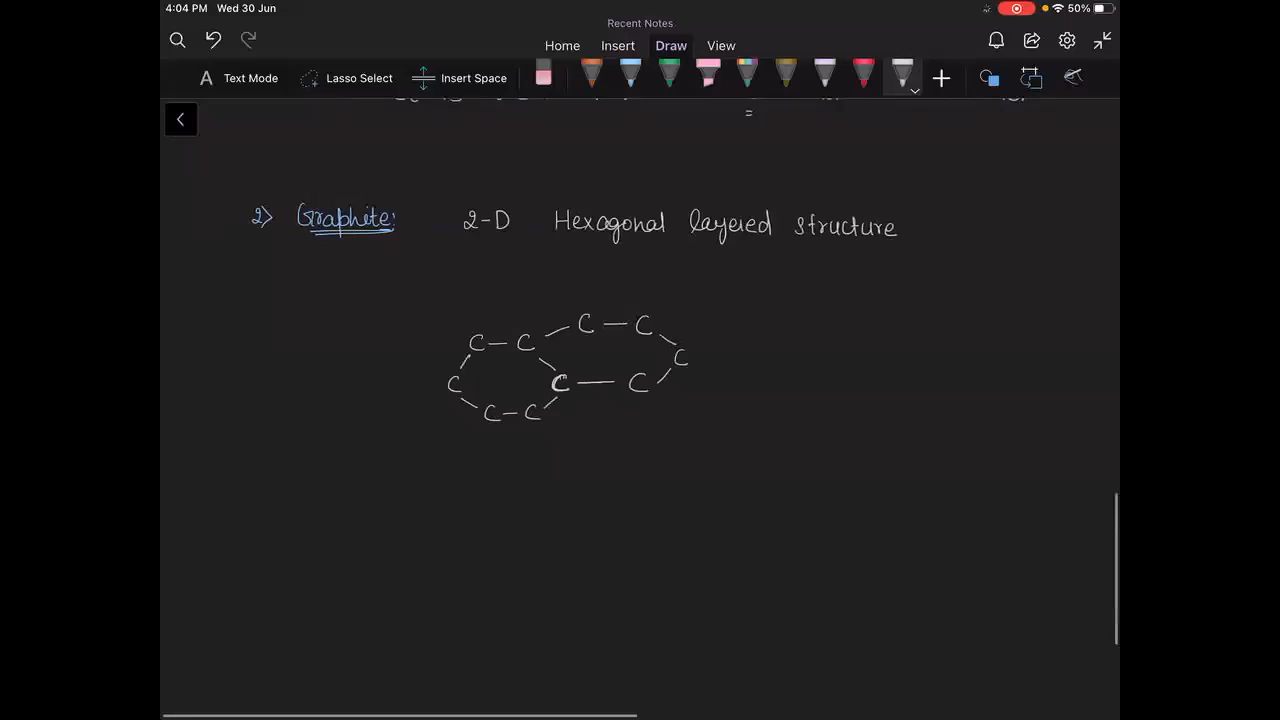 4:04 PM Wed 30 Jun
50%
Recent Notes
Home Insert Draw View
Text Mode Lasso Select Insert Space
=
2) Graphite: 2-D Hexagonal layered structure
C - C
C - C
C
C
C - C
C
C - C